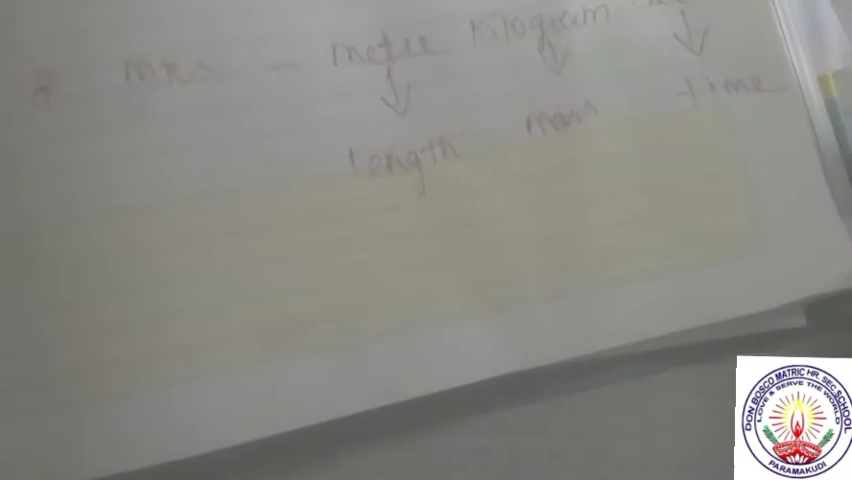 mks - metre kilogram
length mass time
DON BOSCO MATRIC HR. SEC. SCHOOL
LOVE & SERVE THE WORLD
PARAMAKUDI